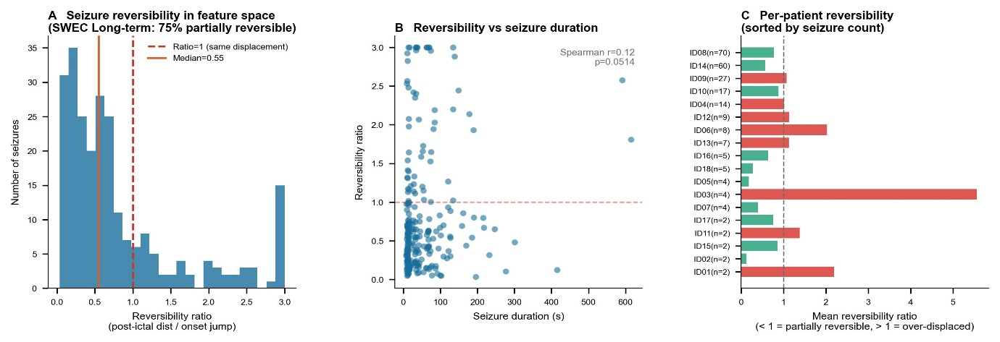 A Seizure reversibility in feature space
(SWEC Long-term: 75% partially reversible)
Ratio=1 (same displacement)
Median=0.55
Number of seizures
35
30
25
20
15
10
5
0
0.0 0.5 1.0 1.5 2.0 2.5 3.0
Reversibility ratio
(post-ictal dist / onset jump)
B Reversibility vs seizure duration
Spearman r=0.12
p=0.0514
Reversibility ratio
3.0
2.5
2.0
1.5
1.0
0.5
0.0
0 100 200 300 400 500 600
Seizure duration (s)
C Per-patient reversibility
(sorted by seizure count)
ID08(n=70)
ID14(n=60)
ID09(n=27)
ID10(n=17)
ID04(n=14)
ID12(n=9)
ID06(n=8)
ID13(n=7)
ID16(n=5)
ID18(n=5)
ID05(n=4)
ID03(n=4)
ID07(n=4)
ID17(n=2)
ID11(n=2)
ID15(n=2)
ID02(n=2)
ID01(n=2)
0 1 2 3 4 5
Mean reversibility ratio
(< 1 = partially reversible, > 1 = over-displaced)